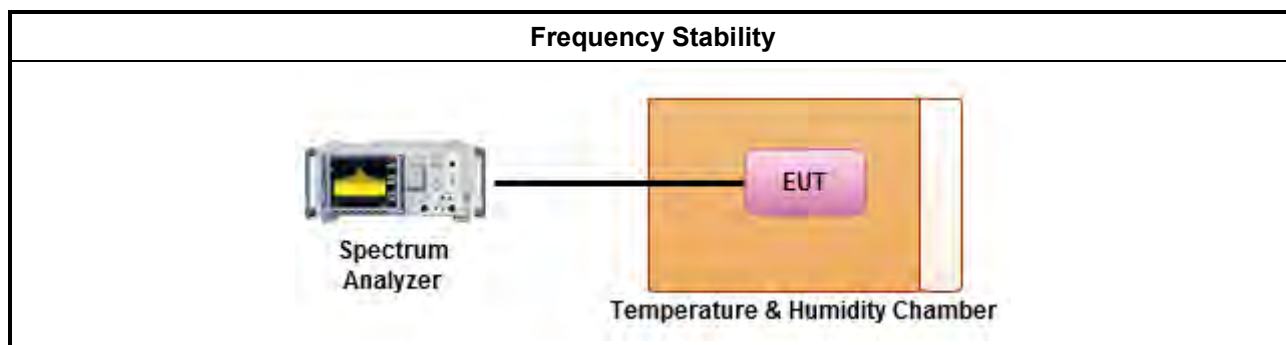 Frequency Stability
EUT
Spectrum
Analyzer
Temperature & Humidity Chamber